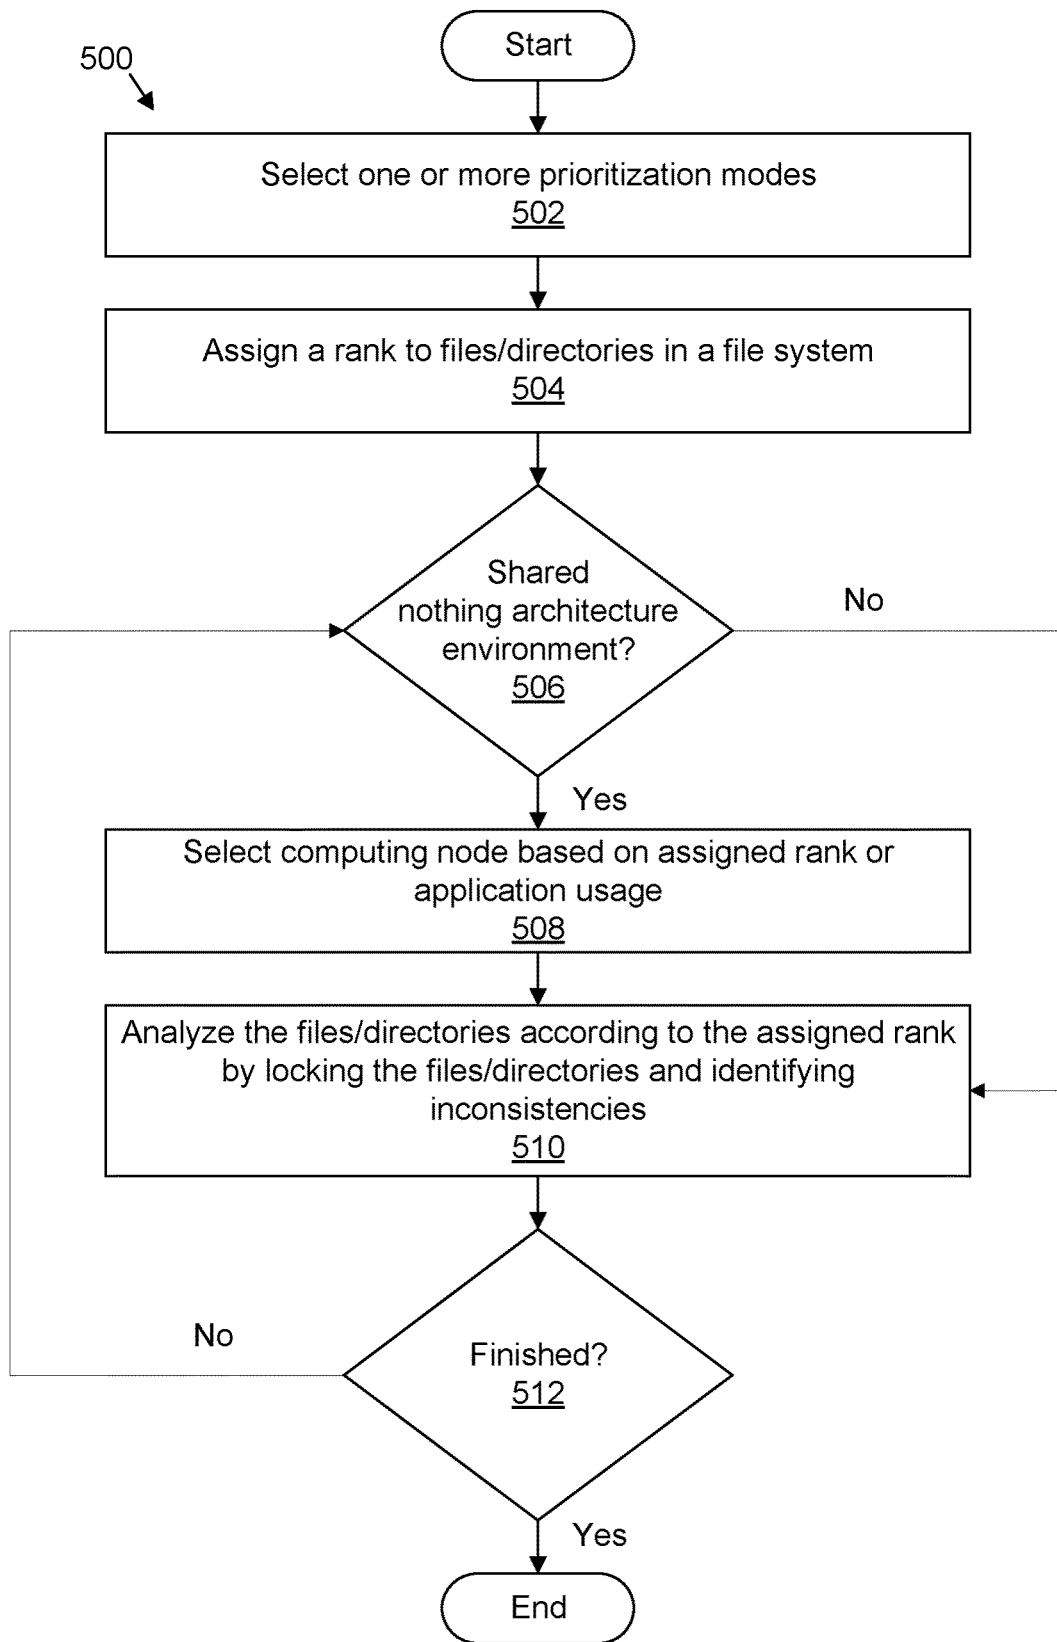 Start
500
Select one or more prioritization modes
502
Assign a rank to files/directories in a file system
504
Shared
nothing architecture
environment?
506
No
Yes
Select computing node based on assigned rank or
application usage
508
Analyze the files/directories according to the assigned rank
by locking the files/directories and identifying
inconsistencies
510
No
Finished?
512
Yes
End